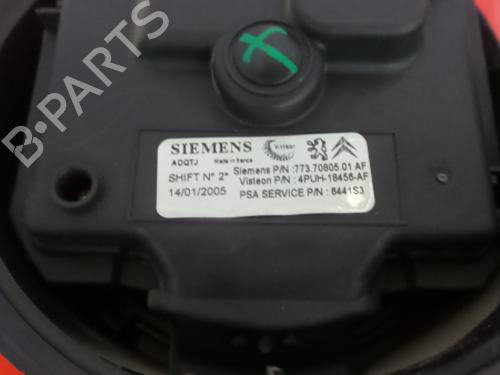 B-PARTS
SIEMENS Visteon
ADQTJ Made in france
Siemens P/N :773.70805.01 AF
SHIFT N° 2*
Visteon P/N : 4PUH-18456-AF
14/01/2005 PSA SERVICE P/N : 6441S3